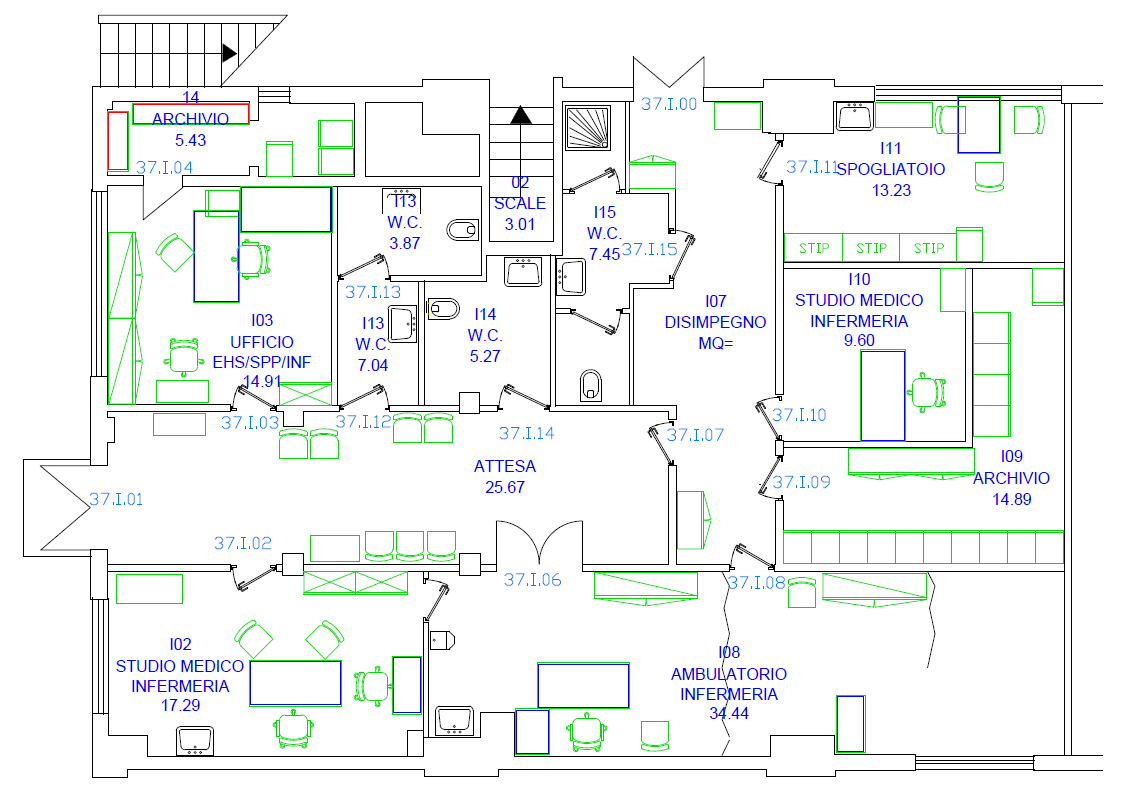 14
ARCHIVIO
5.43
37.I.04
02
SCALE
3.01
37.I.00
I11
SPOGLIATOIO
13.23
37.I.11
STIP
STIP
STIP
I13
W.C.
3.87
37.I.13
I15
W.C.
7.45
37.I.15
I03
UFFICIO
EHS/SPP/INF
14.91
37.I.03
I13
W.C.
7.04
37.I.12
I14
W.C.
5.27
37.I.14
I07
DISIMPEGNO
MQ=
37.I.07
I10
STUDIO MEDICO
INFERMERIA
9.60
37.I.10
I09
ARCHIVIO
14.89
37.I.09
ATTESA
25.67
37.I.01
37.I.02
37.I.06
37.I.08
I02
STUDIO MEDICO
INFERMERIA
17.29
I08
AMBULATORIO
INFERMERIA
34.44